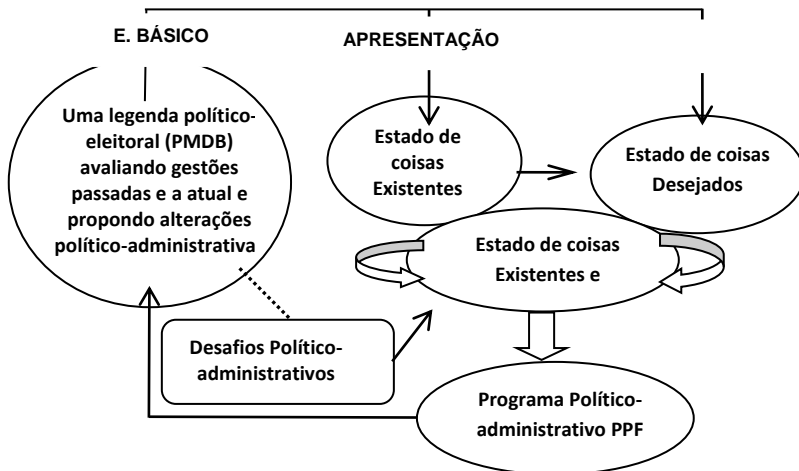 E. BÁSICO
APRESENTAÇÃO
Uma legenda político-
eleitoral (PMDB)
avaliando gestões
passadas e a atual e
propondo alterações
político-administrativa
Estado de
coisas
Existentes
Estado de coisas
Desejados
Estado de coisas
Existentes e
Desafios Político-
administrativos
Programa Político-
administrativo PPF